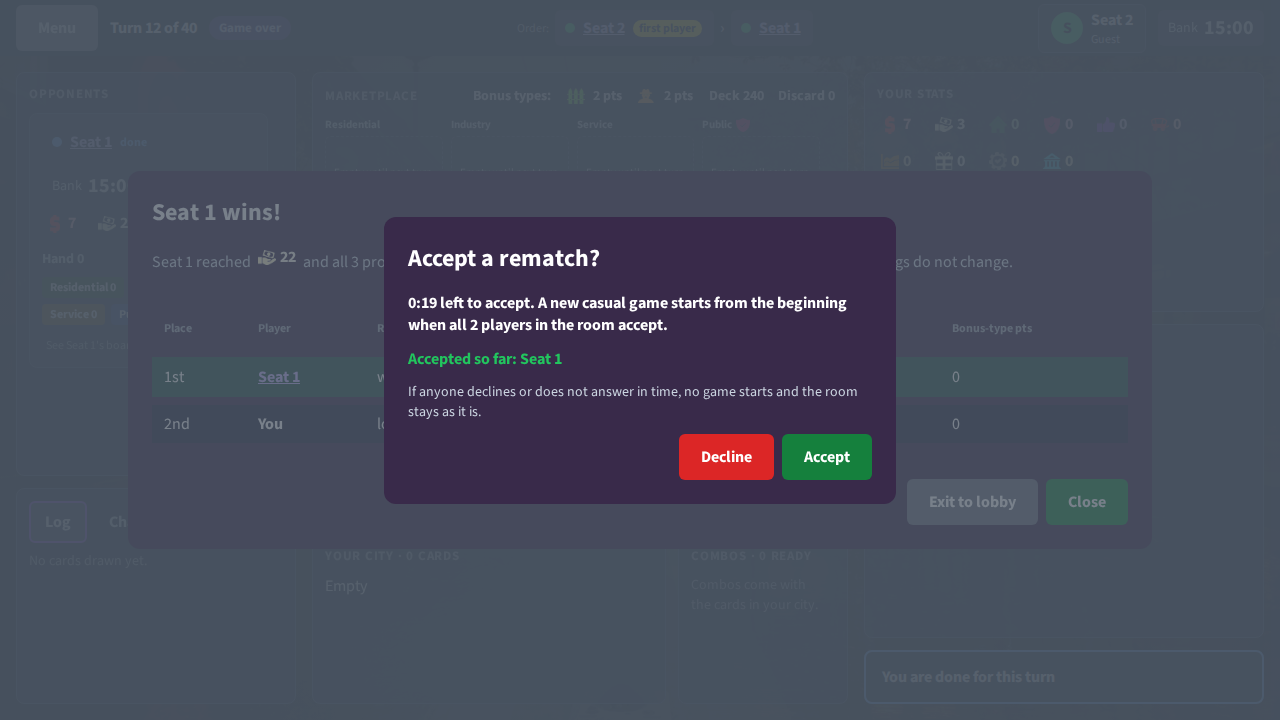 Menu
Turn 12 of 40
Game over
Order
Seat 2
first player
Seat 1
S
Seat 2
Guest
Bank 15:00
OPPONENTS
Seat 1 done
Bank 15:0
7
2
Hand 0
Residential 0
Service 0
MARKETPLACE
Bonus types:
2 pts
2 pts
Deck 240
Discard 0
Residential
Industry
Service
Public
YOUR STATS
7 3 0 0 0 0
0 0 0 0
Seat 1 wins!
Seat 1 reached 22 and all 3 pro
gs do not change.
Place
Player
Bonus-type pts
1st
Seat 1
0
2nd
You
0
Exit to lobby
Close
Accept a rematch?
0:19 left to accept. A new casual game starts from the beginning
when all 2 players in the room accept.
Accepted so far: Seat 1
If anyone declines or does not answer in time, no game starts and the room
stays as it is.
Decline
Accept
Log
Ch
No cards drawn yet
YOUR CITY · 0 CARDS
Empty
COMBOS · 0 READY
Combos come with
the cards in your city
You are done for this turn